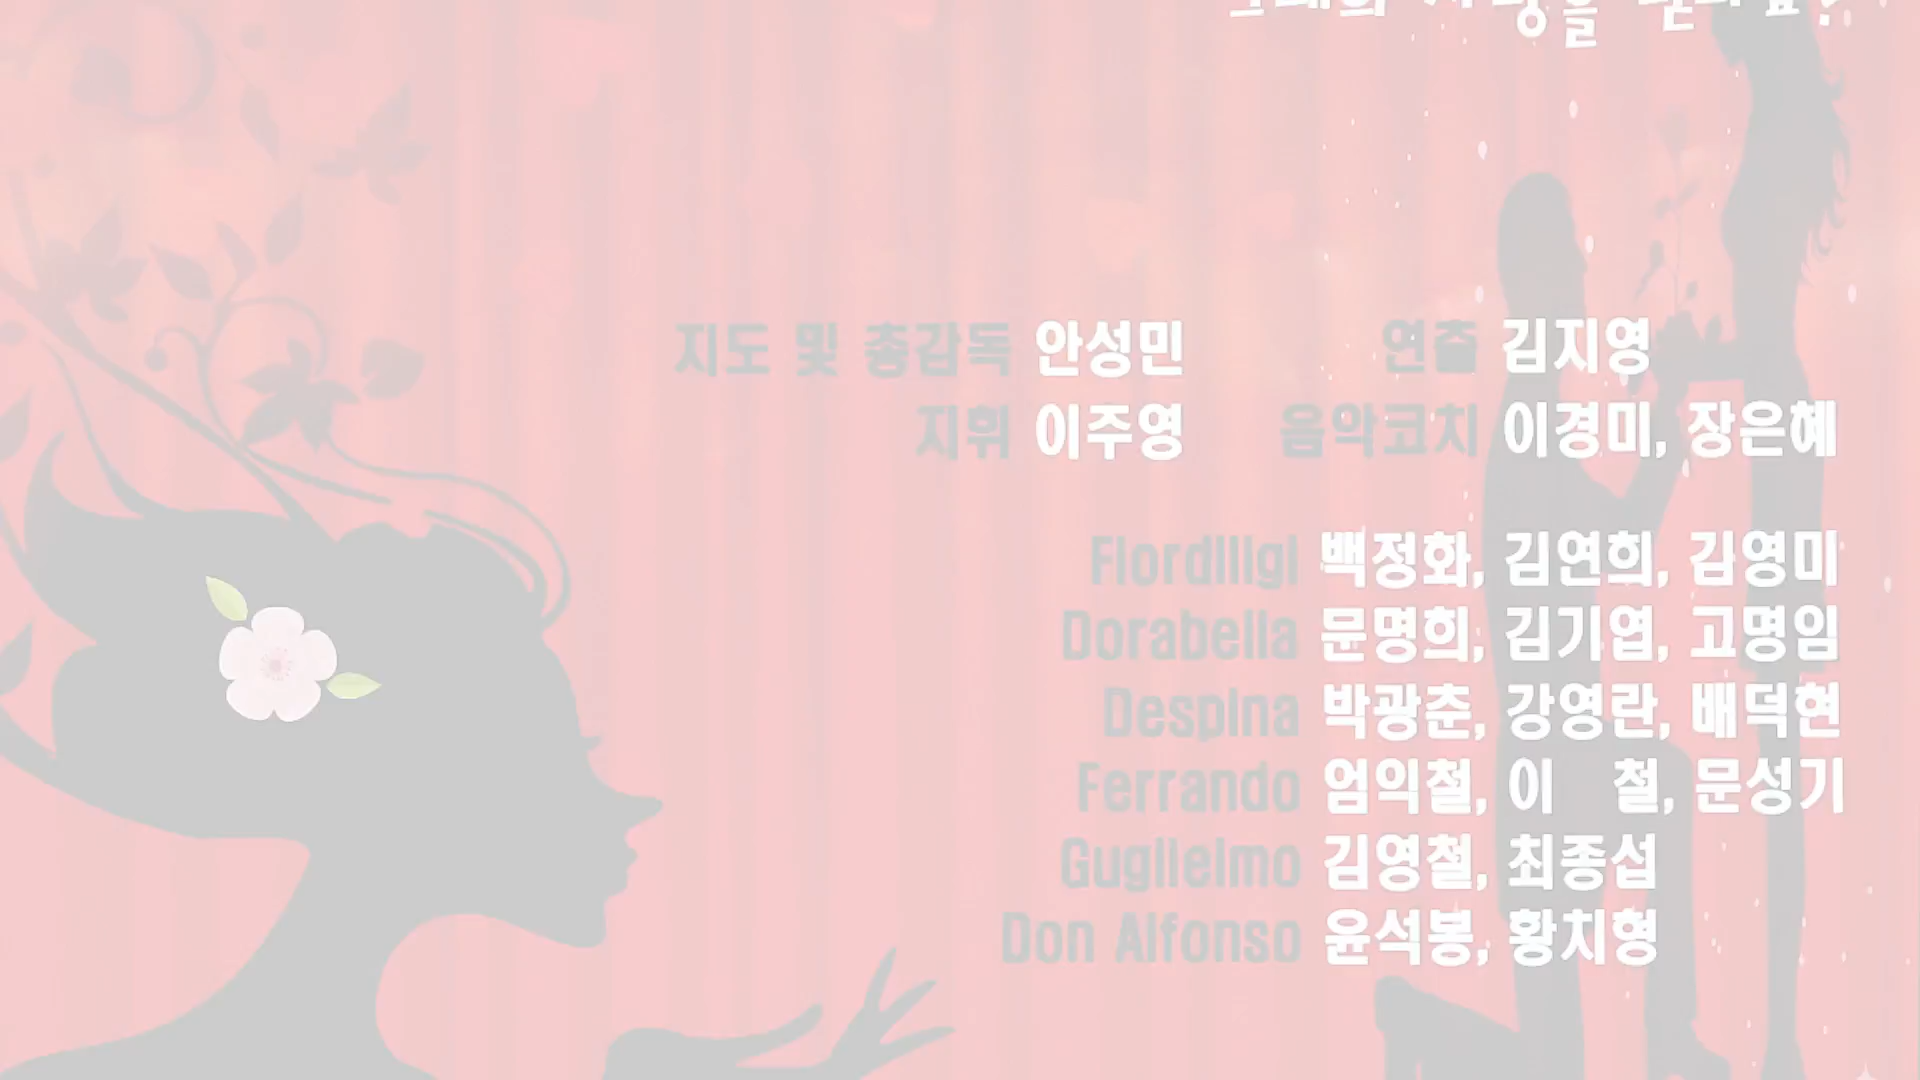 지도 및 총감독 안성민 연출 김지영
지휘 이주영 음악코치 이경미, 장은혜
Fiordiligi 백정화, 김연희, 김영미
Dorabella 문명희, 김기엽, 고명임
Despina 박광춘, 강영란, 배덕현
Ferrando 엄익철, 이 철, 문성기
Guglielmo 김영철, 최종섭
Don Alfonso 윤석봉, 황치형